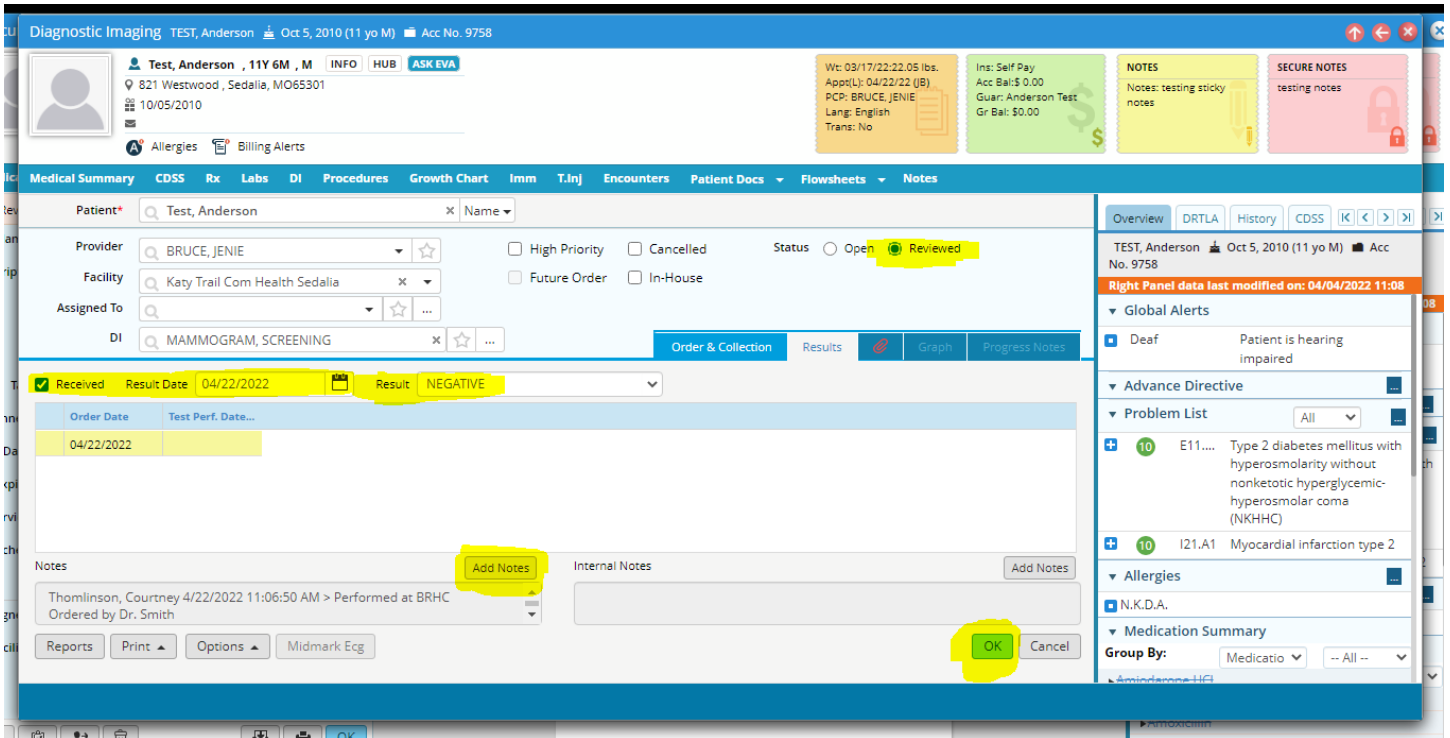 Diagnostic Imaging TEST, Anderson Oct 5, 2010 (11 yo M) Acc No. 9758
Test, Anderson , 11Y 6M , M INFO HUB ASK EVA
821 Westwood , Sedalia, MO65301
10/05/2010
Allergies Billing Alerts
Wt: 03/17/22:22.05 lbs.
Appt(L): 04/22/22 (JB)
PCP: BRUCE, JENIE
Lang: English
Trans: No
Ins: Self Pay
Acc Bal:$ 0.00
Guar: Anderson Test
Gr Bal: $0.00
NOTES
Notes: testing sticky
notes
SECURE NOTES
testing notes
Medical Summary CDSS Rx Labs DI Procedures Growth Chart Imm T.Inj Encounters Patient Docs Flowsheets Notes
Patient* Test, Anderson Name
Provider BRUCE, JENIE High Priority Cancelled Status Open Reviewed
Facility Katy Trail Com Health Sedalia Future Order In-House
Assigned To ...
DI MAMMOGRAM, SCREENING ...
Order & Collection Results Graph Progress Notes
Received Result Date 04/22/2022 Result NEGATIVE
Order Date Test Perf. Date...
04/22/2022
Notes Add Notes Internal Notes Add Notes
Thomlinson, Courtney 4/22/2022 11:06:50 AM > Performed at BRHC
Ordered by Dr. Smith
Reports Print Options Midmark Ecg OK Cancel
Overview DRTLA History CDSS
TEST, Anderson Oct 5, 2010 (11 yo M) Acc
No. 9758
Right Panel data last modified on: 04/04/2022 11:08
Global Alerts
Deaf Patient is hearing
impaired
Advance Directive ...
Problem List All ...
10 E11.... Type 2 diabetes mellitus with
hyperosmolarity without
nonketotic hyperglycemic-
hyperosmolar coma
(NKHHC)
10 I21.A1 Myocardial infarction type 2
Allergies ...
N.K.D.A.
Medication Summary
Group By: Medicatio -- All --
Amiodarone HCl
Amoxicillin
OK